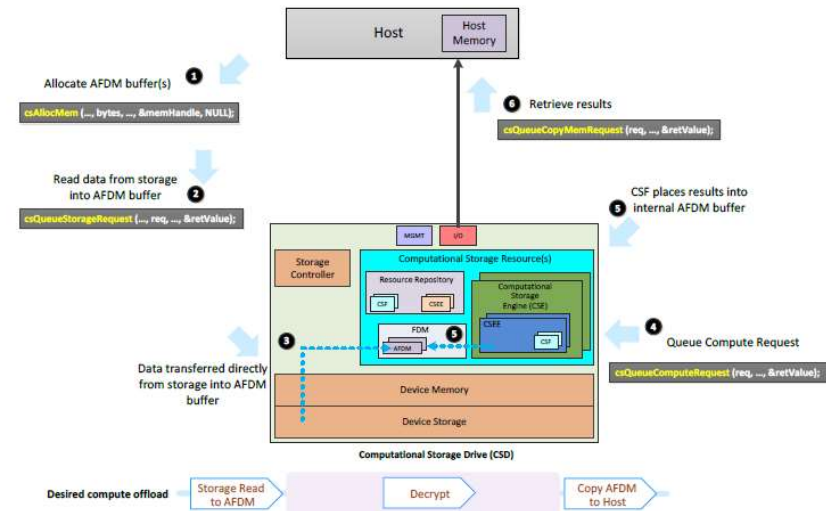 Host
Host
Memory
1
Allocate AFDM buffer(s)
csAllocMem (..., bytes, ..., &memHandle, NULL);
6
Retrieve results
csQueueCopyMemRequest (req, ..., &retValue);
Read data from storage
into AFDM buffer
2
csQueueStorageRequest (..., req, ..., &retValue);
CSF places results into
5
internal AFDM buffer
MGMT
I/O
Storage
Controller
Computational Storage Resource(s)
Resource Repository
CSF
CSEE
Computational
Storage
Engine (CSE)
CSEE
CSF
FDM
AFDM
5
3
Data transferred directly
from storage into AFDM
buffer
4
Queue Compute Request
csQueueComputeRequest (req, ..., &retValue);
Device Memory
Device Storage
Computational Storage Drive (CSD)
Desired compute offload
Storage Read
to AFDM
Decrypt
Copy AFDM
to Host